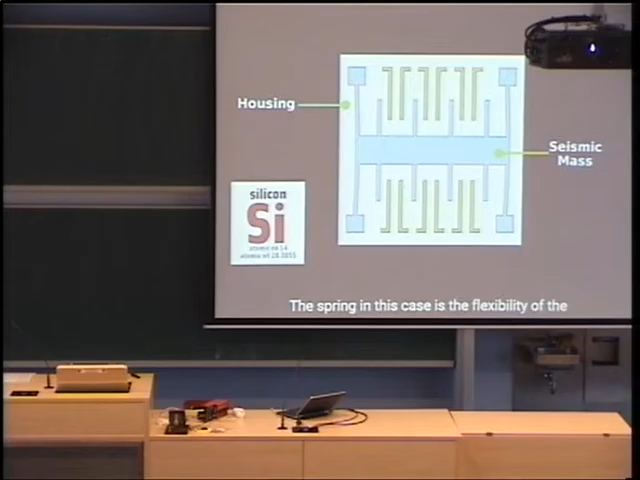 Housing
Seismic
Mass
silicon
Si
The spring in this case is the flexibility of the